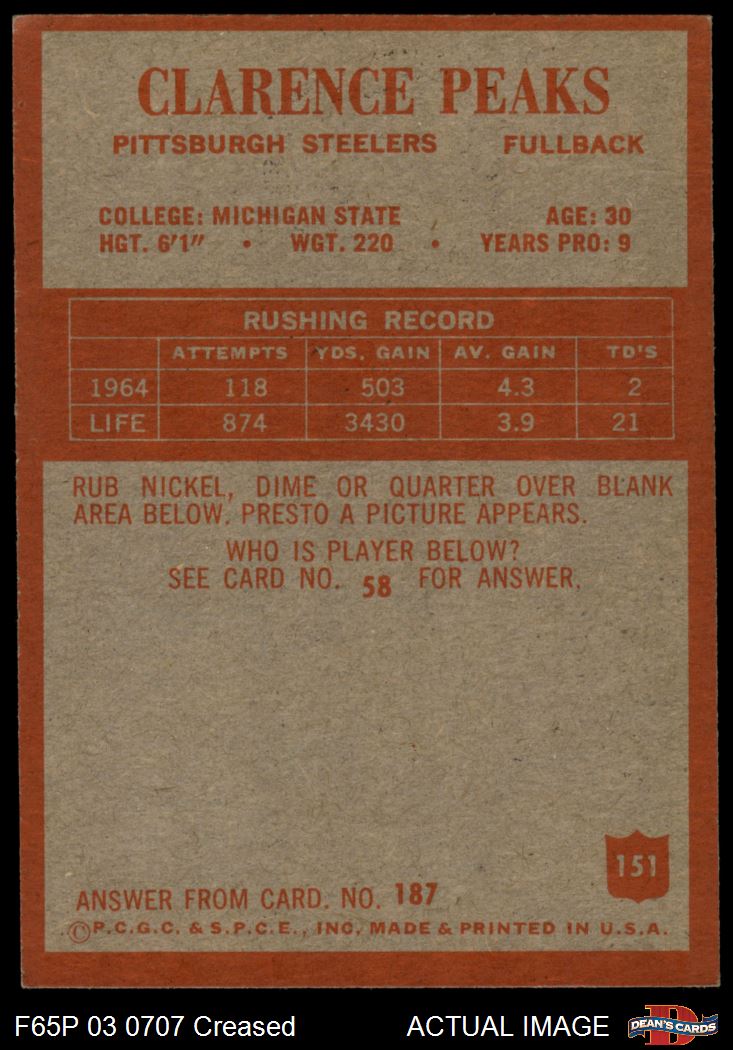 CLARENCE PEAKS
PITTSBURGH STEELERS FULLBACK
COLLEGE: MICHIGAN STATE AGE: 30
HGT. 6'1" • WGT. 220 • YEARS PRO: 9
RUSHING RECORD
ATTEMPTS YDS. GAIN AV. GAIN TD'S
1964 118 503 4.3 2
LIFE 874 3430 3.9 21
RUB NICKEL, DIME OR QUARTER OVER BLANK
AREA BELOW. PRESTO A PICTURE APPEARS.
WHO IS PLAYER BELOW?
SEE CARD NO. 58 FOR ANSWER.
151
ANSWER FROM CARD. NO. 187
©P.C.G.C. & S.P.C.E., INC. MADE & PRINTED IN U.S.A.
F65P 03 0707 Creased ACTUAL IMAGE DEAN'S CARDS